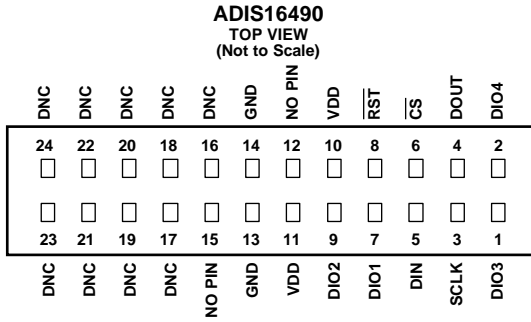 ADIS16490
TOP VIEW
(Not to Scale)
DNC DNC DNC DNC DNC GND NO PIN VDD RST CS DOUT DIO4
24 22 20 18 16 14 12 10 8 6 4 2
23 21 19 17 15 13 11 9 7 5 3 1
DNC DNC DNC DNC NO PIN GND VDD DIO2 DIO1 DIN SCLK DIO3